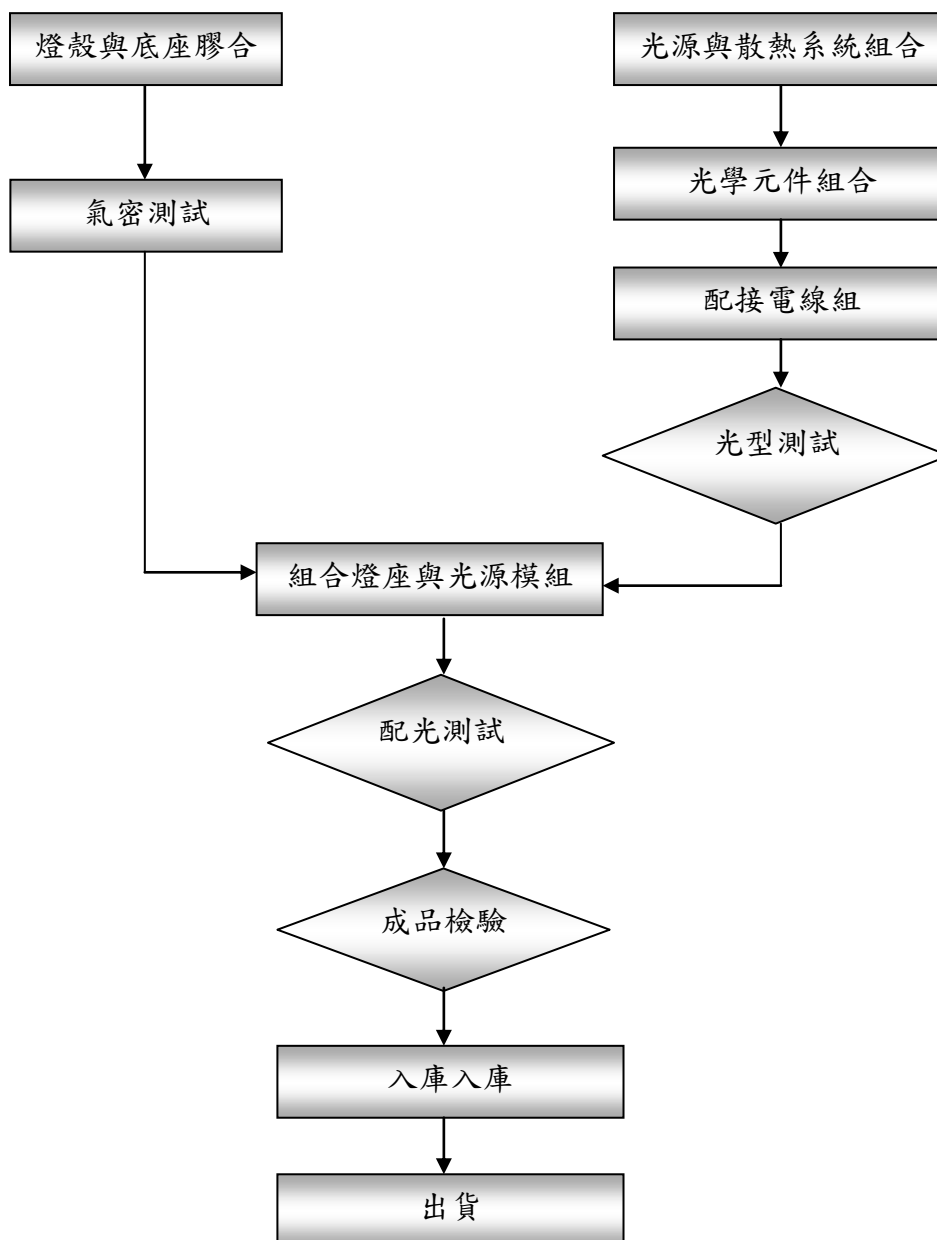 燈殼與底座膠合
光源與散熱系統組合
氣密測試
光學元件組合
配接電線組
光型測試
組合燈座與光源模組
配光測試
成品檢驗
入庫入庫
出貨